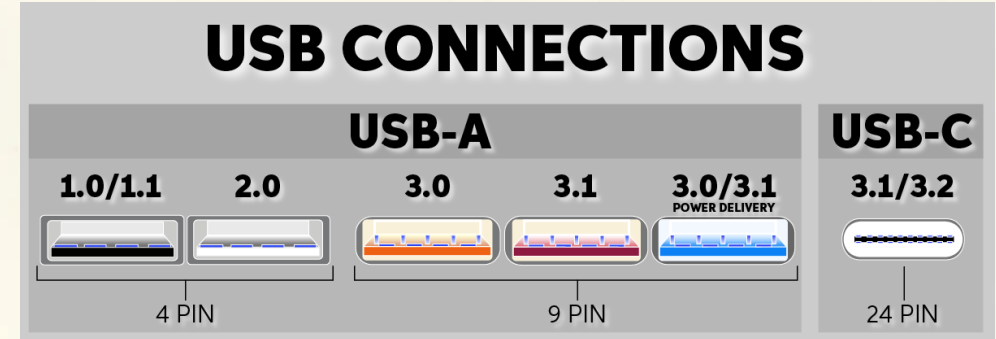 USB CONNECTIONS
USB-A
USB-C
1.0/1.1
2.0
3.0
3.1
3.0/3.1
POWER DELIVERY
3.1/3.2
4 PIN
9 PIN
24 PIN